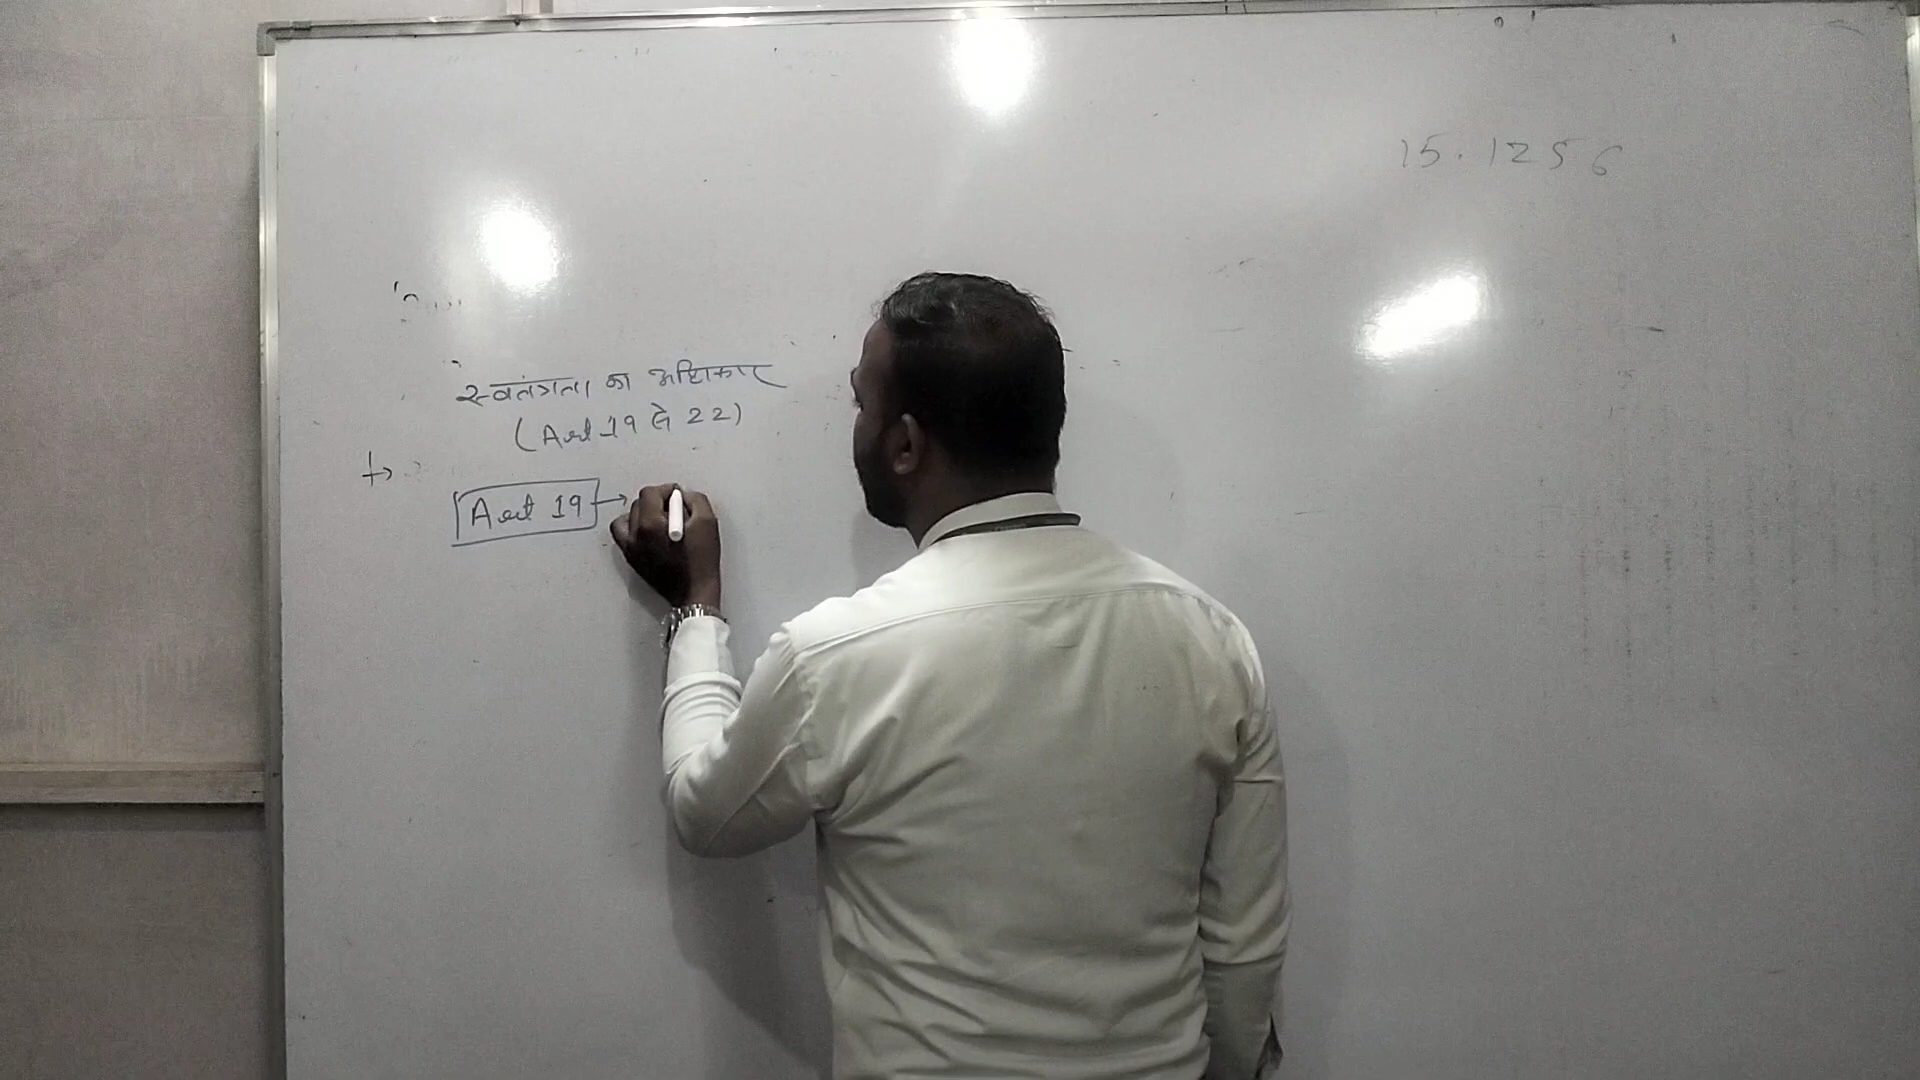 15.1256
स्वतंत्रता का अधिकार
(Art 19 से 22)
Art 19 →